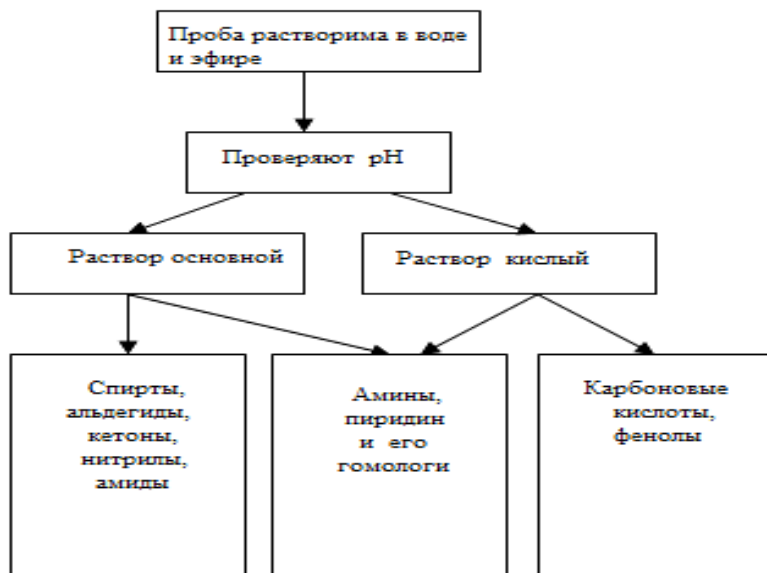 Проба растворима в воде
и эфире
Проверяют pH
Раствор основной
Раствор кислый
Спирты,
альдегиды,
кетоны,
нитрилы,
амиды
Амины,
пиридин
и его
гомологи
Карбоновые
кислоты,
фенолы